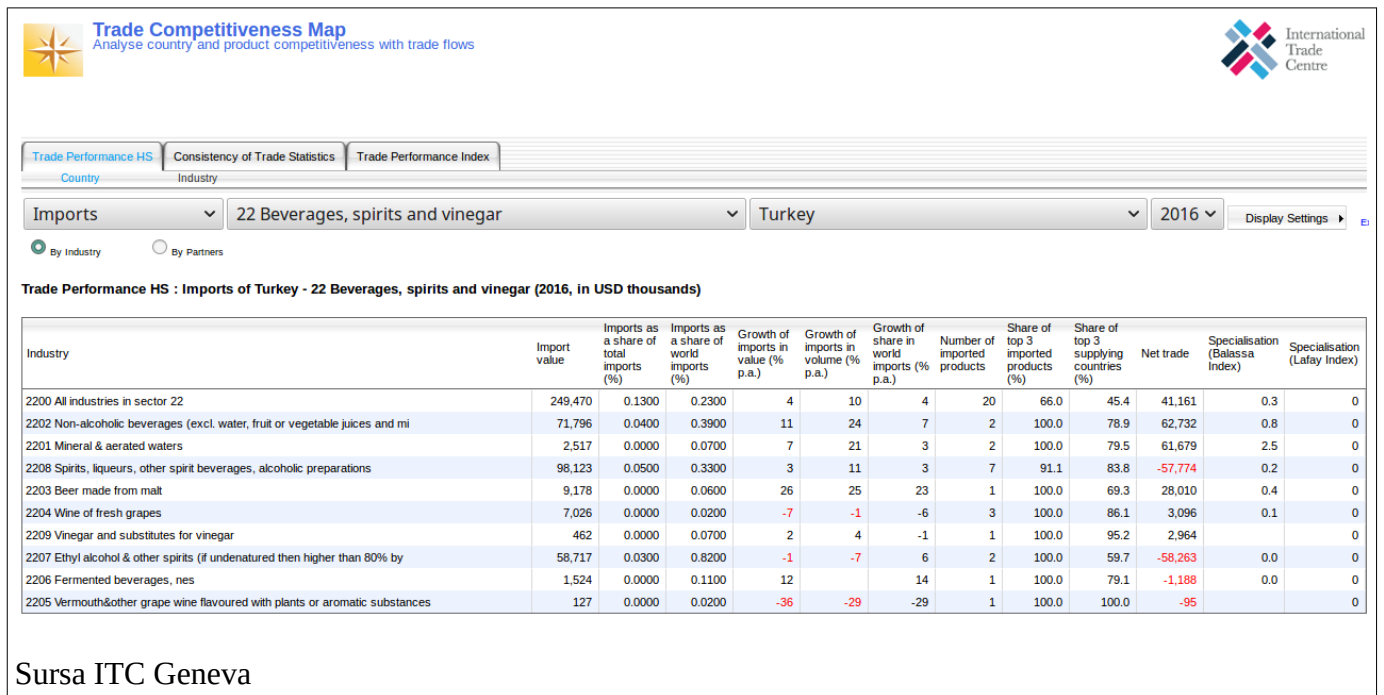 Trade Competitiveness Map
Analyse country and product competitiveness with trade flows
International
Trade
Centre
Trade Performance HS Consistency of Trade Statistics Trade Performance Index
Country Industry
Imports 22 Beverages, spirits and vinegar Turkey 2016 Display Settings
By Industry By Partners
Trade Performance HS : Imports of Turkey - 22 Beverages, spirits and vinegar (2016, in USD thousands)
Industry Import value Imports as a share of total imports (%) Imports as a share of world imports (%) Growth of imports in value (% p.a.) Growth of imports in volume (% p.a.) Growth of share in world imports (% p.a.) Number of imported products Share of top 3 imported products (%) Share of top 3 supplying countries (%) Net trade Specialisation (Balassa Index) Specialisation (Lafay Index)
2200 All industries in sector 22 249,470 0.1300 0.2300 4 10 4 20 66.0 45.4 41,161 0.3 0
2202 Non-alcoholic beverages (excl. water, fruit or vegetable juices and mi 71,796 0.0400 0.3900 11 24 7 2 100.0 78.9 62,732 0.8 0
2201 Mineral & aerated waters 2,517 0.0000 0.0700 7 21 3 2 100.0 79.5 61,679 2.5 0
2208 Spirits, liqueurs, other spirit beverages, alcoholic preparations 98,123 0.0500 0.3300 3 11 3 7 91.1 83.8 -57,774 0.2 0
2203 Beer made from malt 9,178 0.0000 0.0600 26 25 23 1 100.0 69.3 28,010 0.4 0
2204 Wine of fresh grapes 7,026 0.0000 0.0200 -7 -1 -6 3 100.0 86.1 3,096 0.1 0
2209 Vinegar and substitutes for vinegar 462 0.0000 0.0700 2 4 -1 1 100.0 95.2 2,964 0
2207 Ethyl alcohol & other spirits (if undenatured then higher than 80% by 58,717 0.0300 0.8200 -1 -7 6 2 100.0 59.7 -58,263 0.0 0
2206 Fermented beverages, nes 1,524 0.0000 0.1100 12 14 1 100.0 79.1 -1,188 0.0 0
2205 Vermouth&other grape wine flavoured with plants or aromatic substances 127 0.0000 0.0200 -36 -29 -29 1 100.0 100.0 -95 0
Sursa ITC Geneva